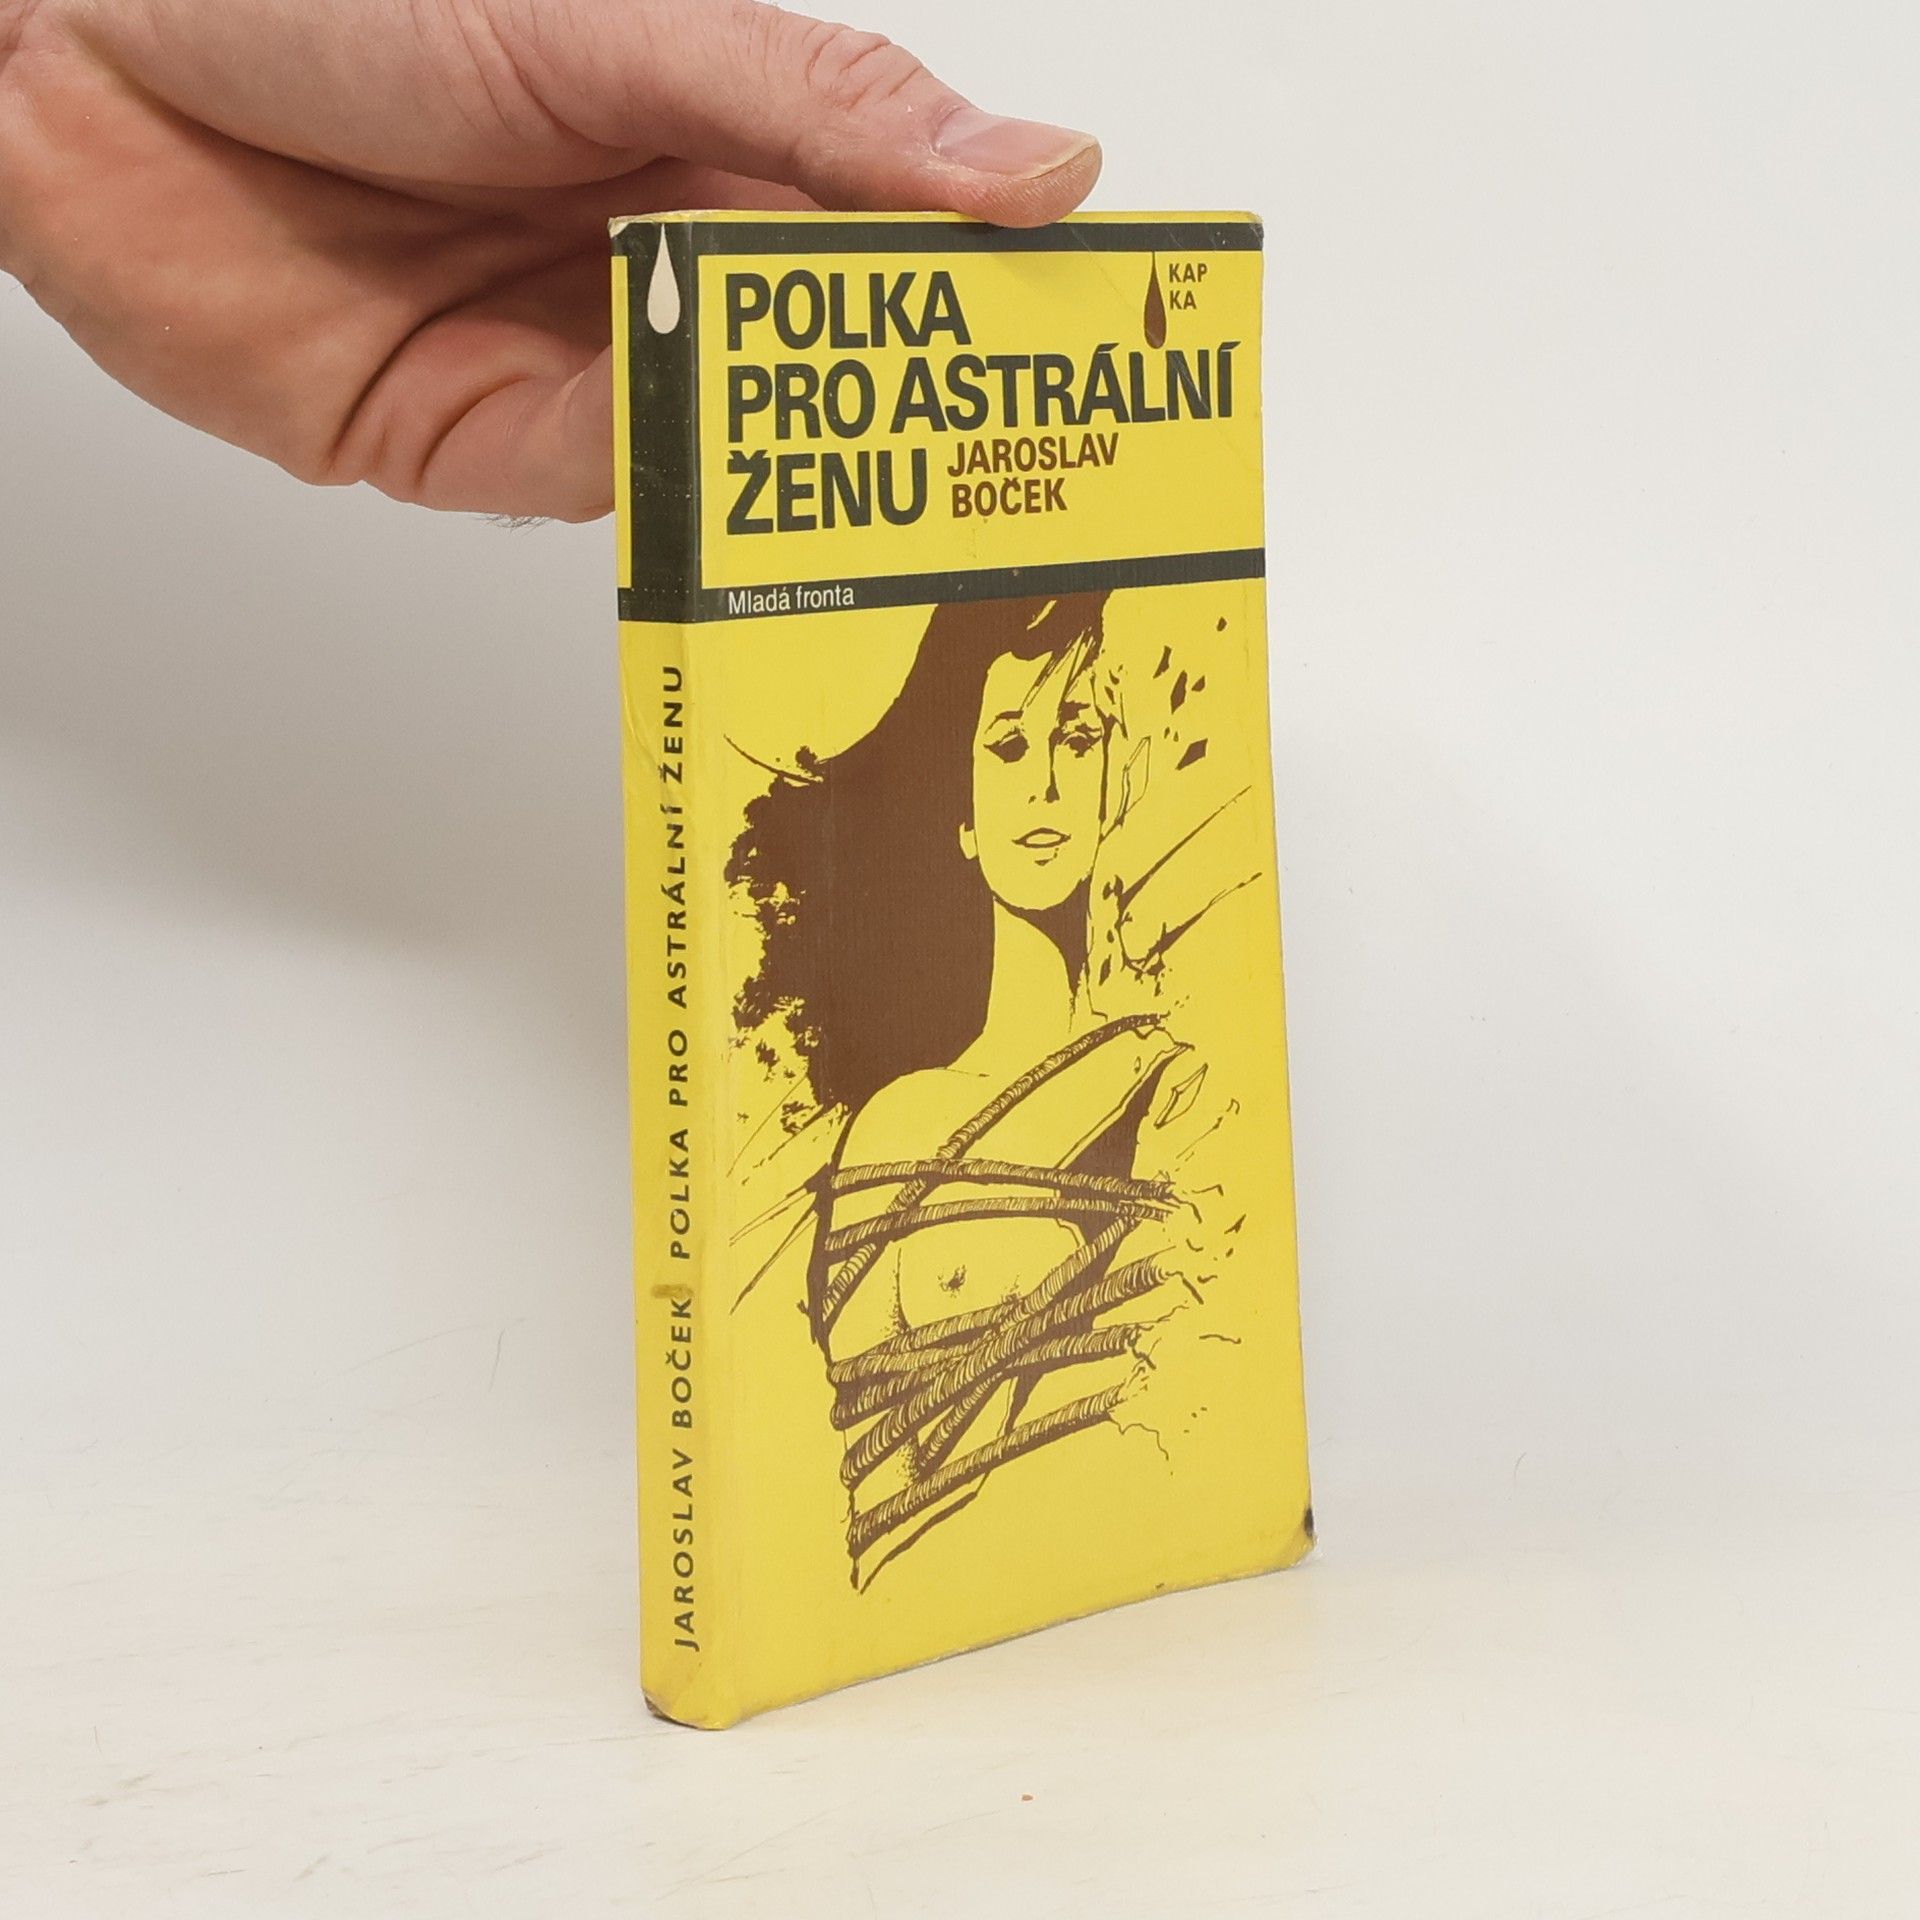 POLKA
PRO ASTRÁLNÍ
ŽENU
JAROSLAV
BOČEK
KAP
KA
Mladá fronta
JAROSLAV BOČEK POLKA PRO ASTRÁLNÍ ŽENU